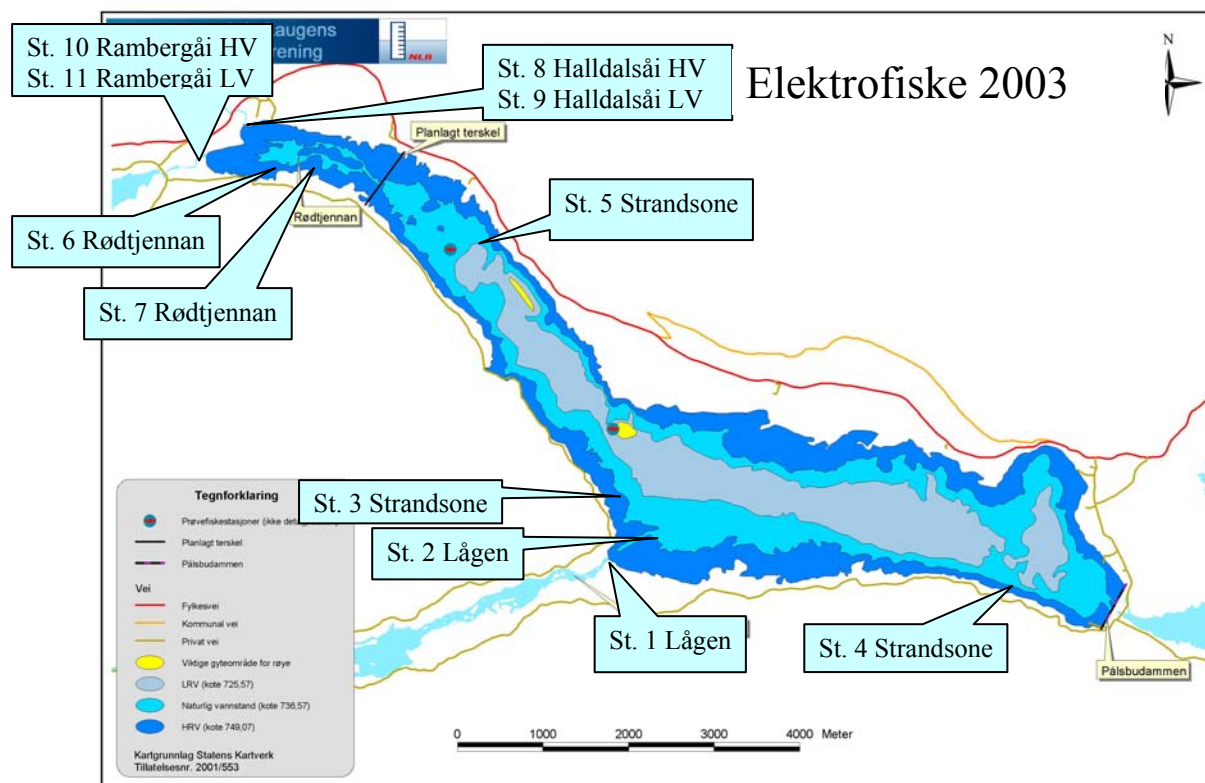 augens
rening
NLB
St. 10 Rambergåi HV
St. 11 Rambergåi LV
St. 8 Halldalsåi HV
St. 9 Halldalsåi LV
Elektrofiske 2003
N
Planlagt terskel
St. 5 Strandsone
Rødtjennan
St. 6 Rødtjennan
St. 7 Rødtjennan
St. 3 Strandsone
St. 2 Lågen
St. 1 Lågen
St. 4 Strandsone
Pålsbudammen
Tegnforklaring
Prøvefiskestasjoner (ikke
Planlagt terskel
Pålsbudammen
Vei
Fylkesvei
Kommunal vei
Privat vei
Viktige gyteområde for røye
LRV (kote 725,57)
Naturlig vannstand (kote 736,57)
HRV (kote 749,07)
Kartgrunnlag Statens Kartverk
Tillatelsesnr. 2001/553
0 1000 2000 3000 4000 Meter